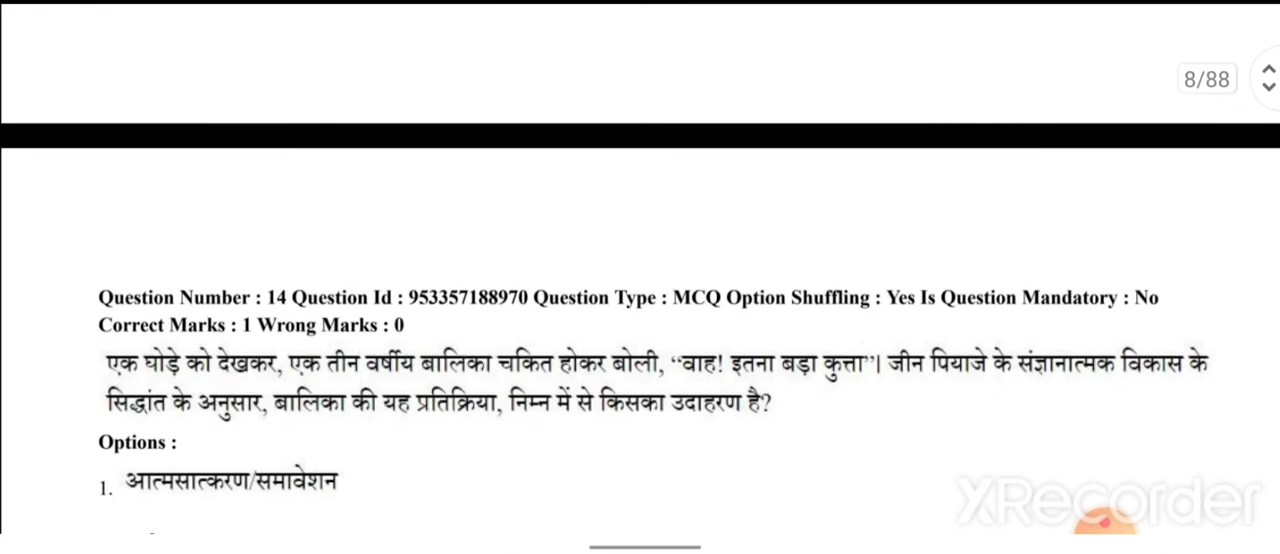 8/88
Question Number : 14 Question Id : 953357188970 Question Type : MCQ Option Shuffling : Yes Is Question Mandatory : No
Correct Marks : 1 Wrong Marks : 0
एक घोड़े को देखकर, एक तीन वर्षीय बालिका चकित होकर बोली, “वाह! इतना बड़ा कुत्ता”। जीन पियाजे के संज्ञानात्मक विकास के
सिद्धांत के अनुसार, बालिका की यह प्रतिक्रिया, निम्न में से किसका उदाहरण है?
Options :
1. आत्मसात्करण/समावेशन
XRecorder